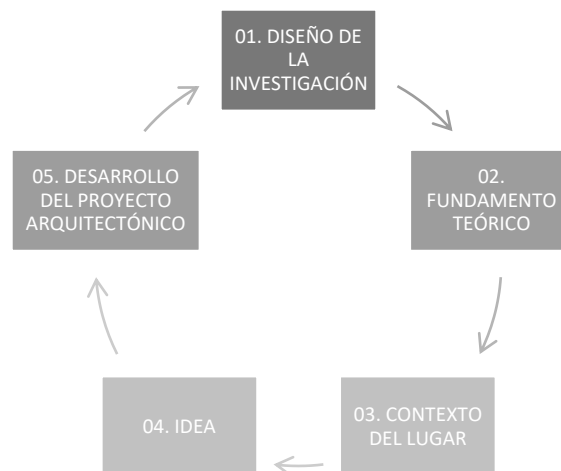 01. DISEÑO DE
LA
INVESTIGACIÓN
02.
FUNDAMENTO
TEÓRICO
03. CONTEXTO
DEL LUGAR
04. IDEA
05. DESARROLLO
DEL PROYECTO
ARQUITECTÓNICO